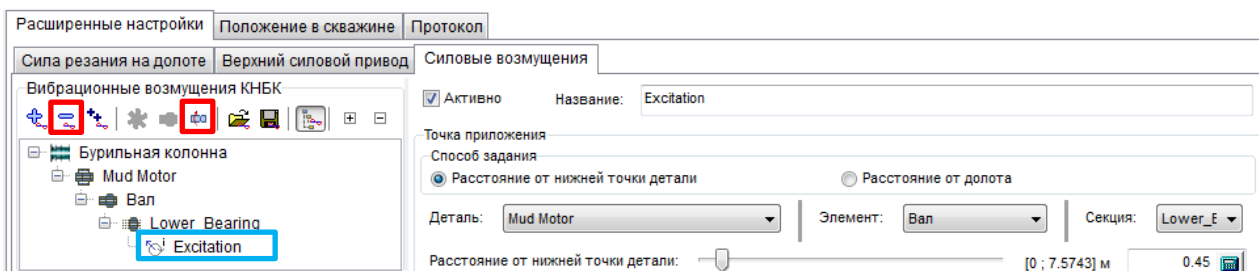 Расширенные настройки Положение в скважине Протокол
Сила резания на долоте Верхний силовой привод Силовые возмущения
Вибрационные возмущения КНБК
Активно Название: Excitation
Точка приложения
Способ задания
Расстояние от нижней точки детали Расстояние от долота
Бурильная колонна
Mud Motor
Вал
Lower_Bearing
Excitation
Деталь: Mud Motor Элемент: Вал Секция: Lower_E
Расстояние от нижней точки детали: [0 ; 7.5743] м 0.45